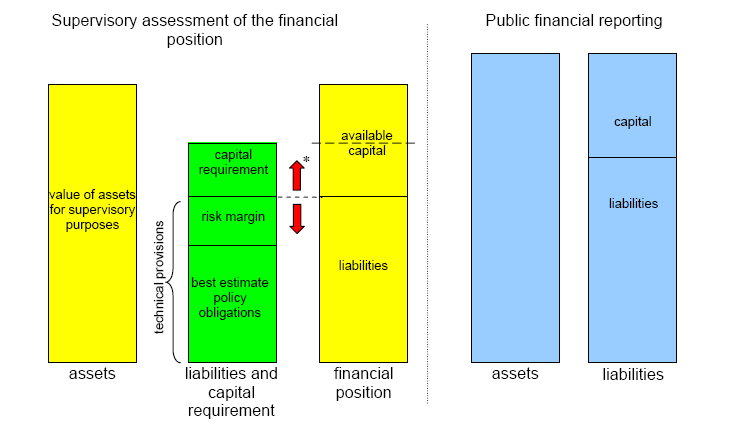 Supervisory assessment of the financial
position
Public financial reporting
value of assets
for supervisory
purposes
technical provisions
capital
requirement
*
risk margin
best estimate
policy
obligations
available
capital
liabilities
capital
liabilities
assets
liabilities and
capital
requirement
financial
position
assets
liabilities